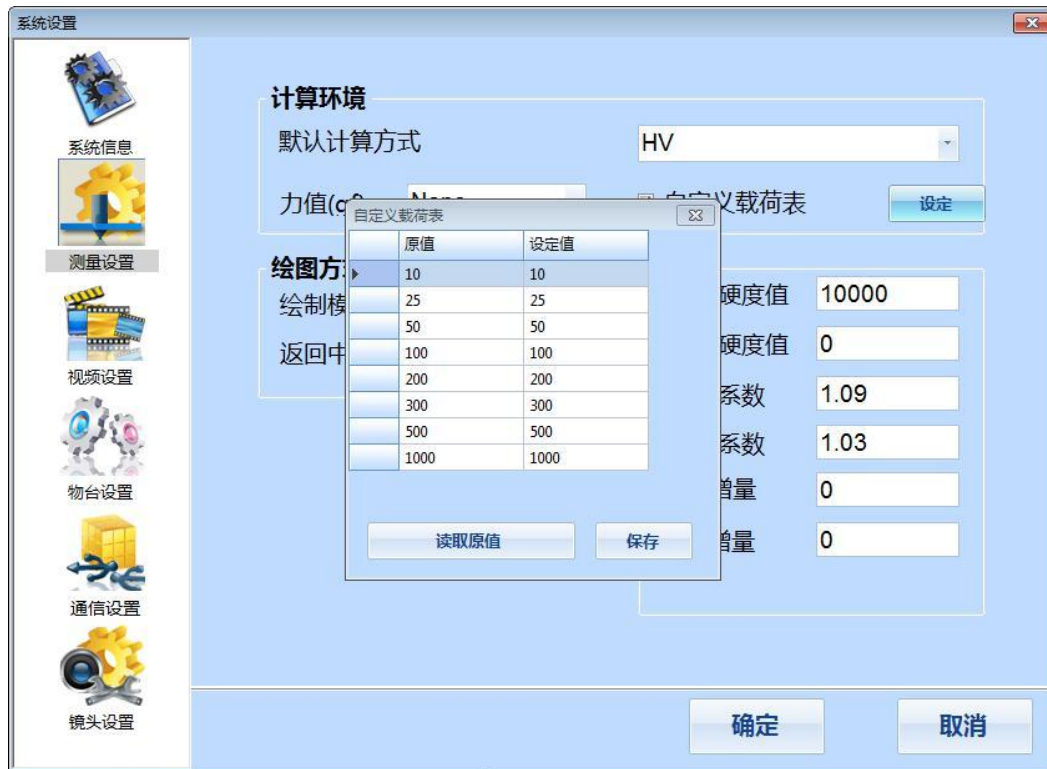 系统设置
系统信息
测量设置
视频设置
物台设置
通信设置
镜头设置
计算环境
默认计算方式 HV
力值(
义载荷表 设定
绘图方
绘制模
返回中
自定义载荷表
原值 设定值
10 10
25 25
50 50
100 100
200 200
300 300
500 500
1000 1000
读取原值 保存
硬度值 10000
硬度值 0
系数 1.09
系数 1.03
增量 0
增量 0
确定 取消